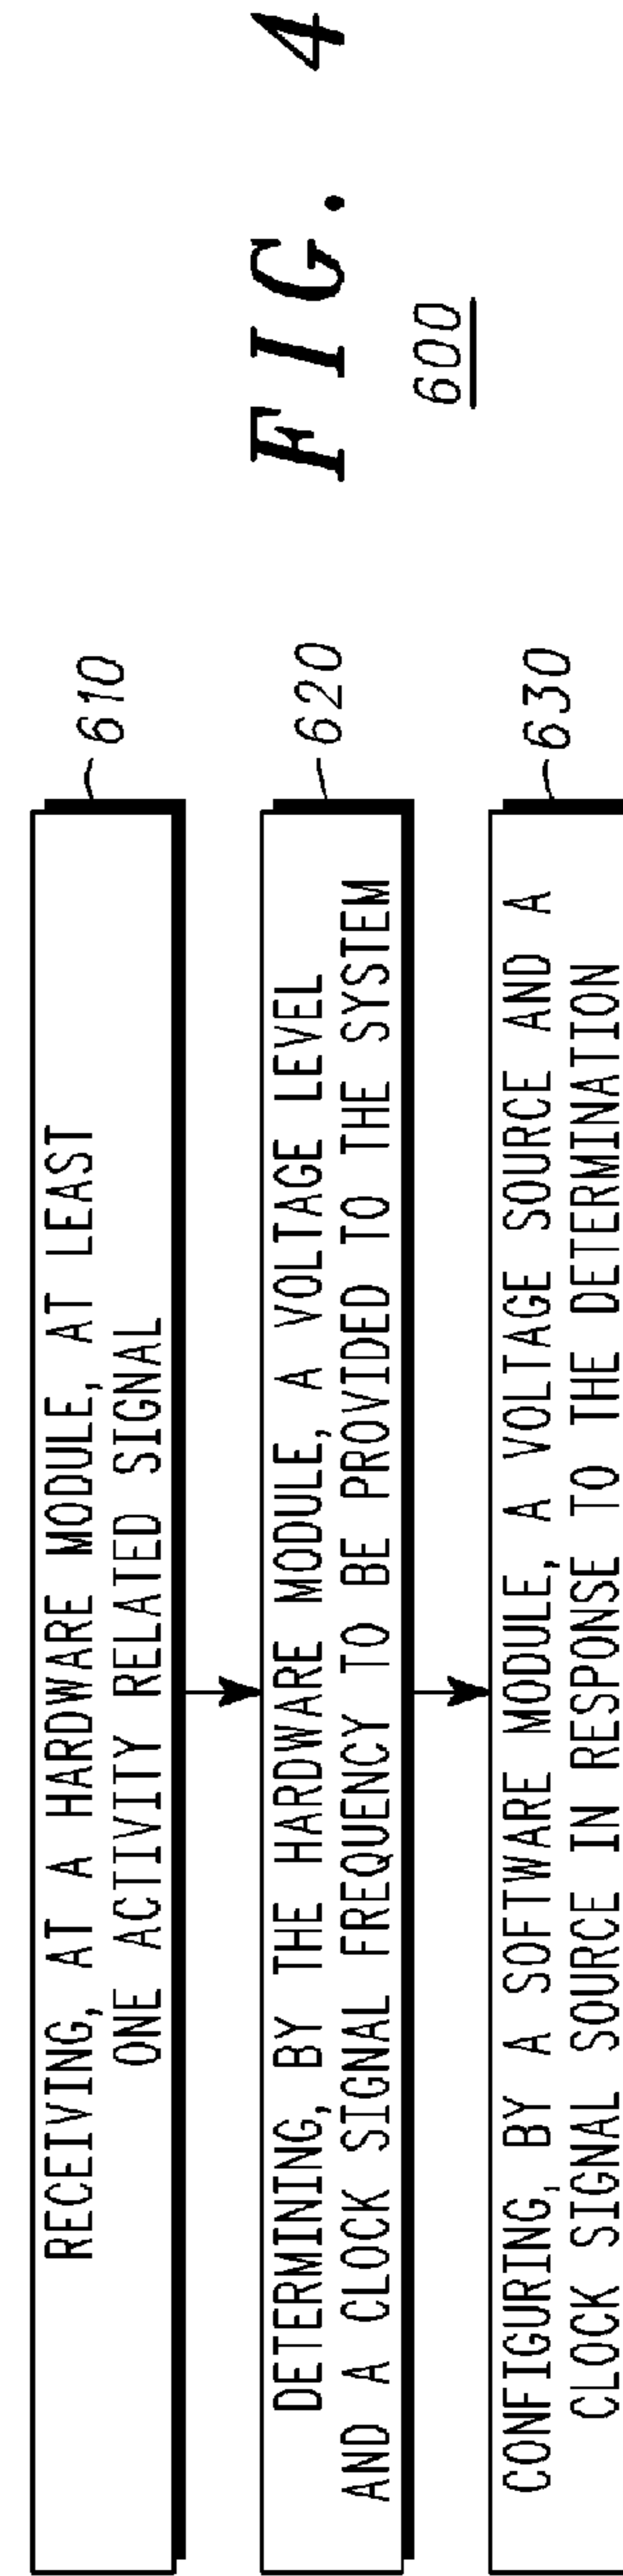 RECEIVING, AT A HARDWARE MODULE, AT LEAST
ONE ACTIVITY RELATED SIGNAL
610
DETERMINING, BY THE HARDWARE MODULE, A VOLTAGE LEVEL
AND A CLOCK SIGNAL FREQUENCY TO BE PROVIDED TO THE SYSTEM
620
CONFIGURING, BY A SOFTWARE MODULE, A VOLTAGE SOURCE AND A
CLOCK SIGNAL SOURCE IN RESPONSE TO THE DETERMINATION
630
FIG. 4
600